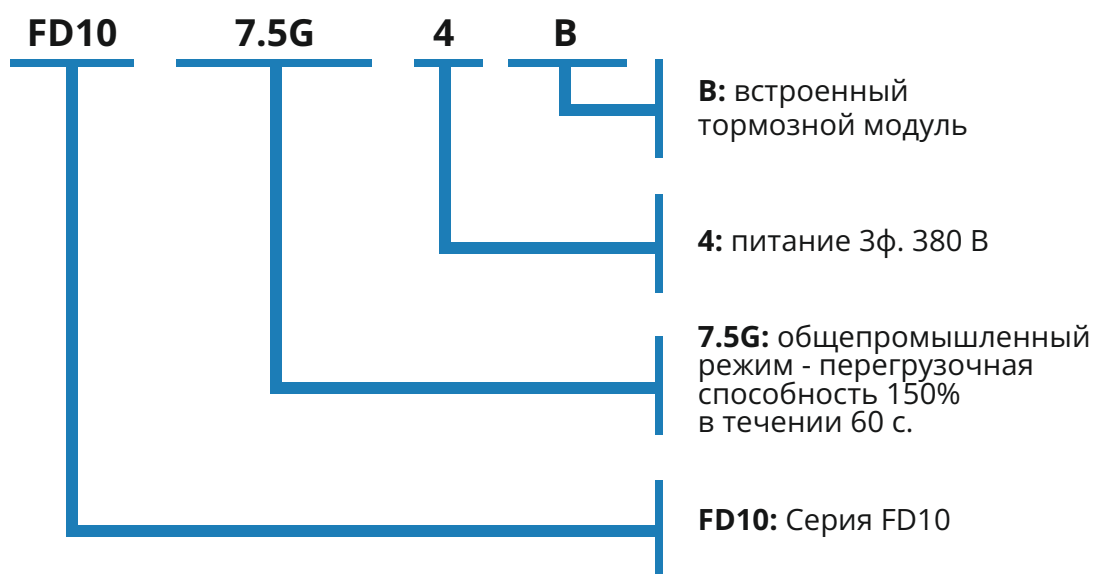 FD10 7.5G 4 B
B: встроенный
тормозной модуль
4: питание 3ф. 380 В
7.5G: общепромышленный
режим - перегрузочная
способность 150%
в течении 60 с.
FD10: Серия FD10